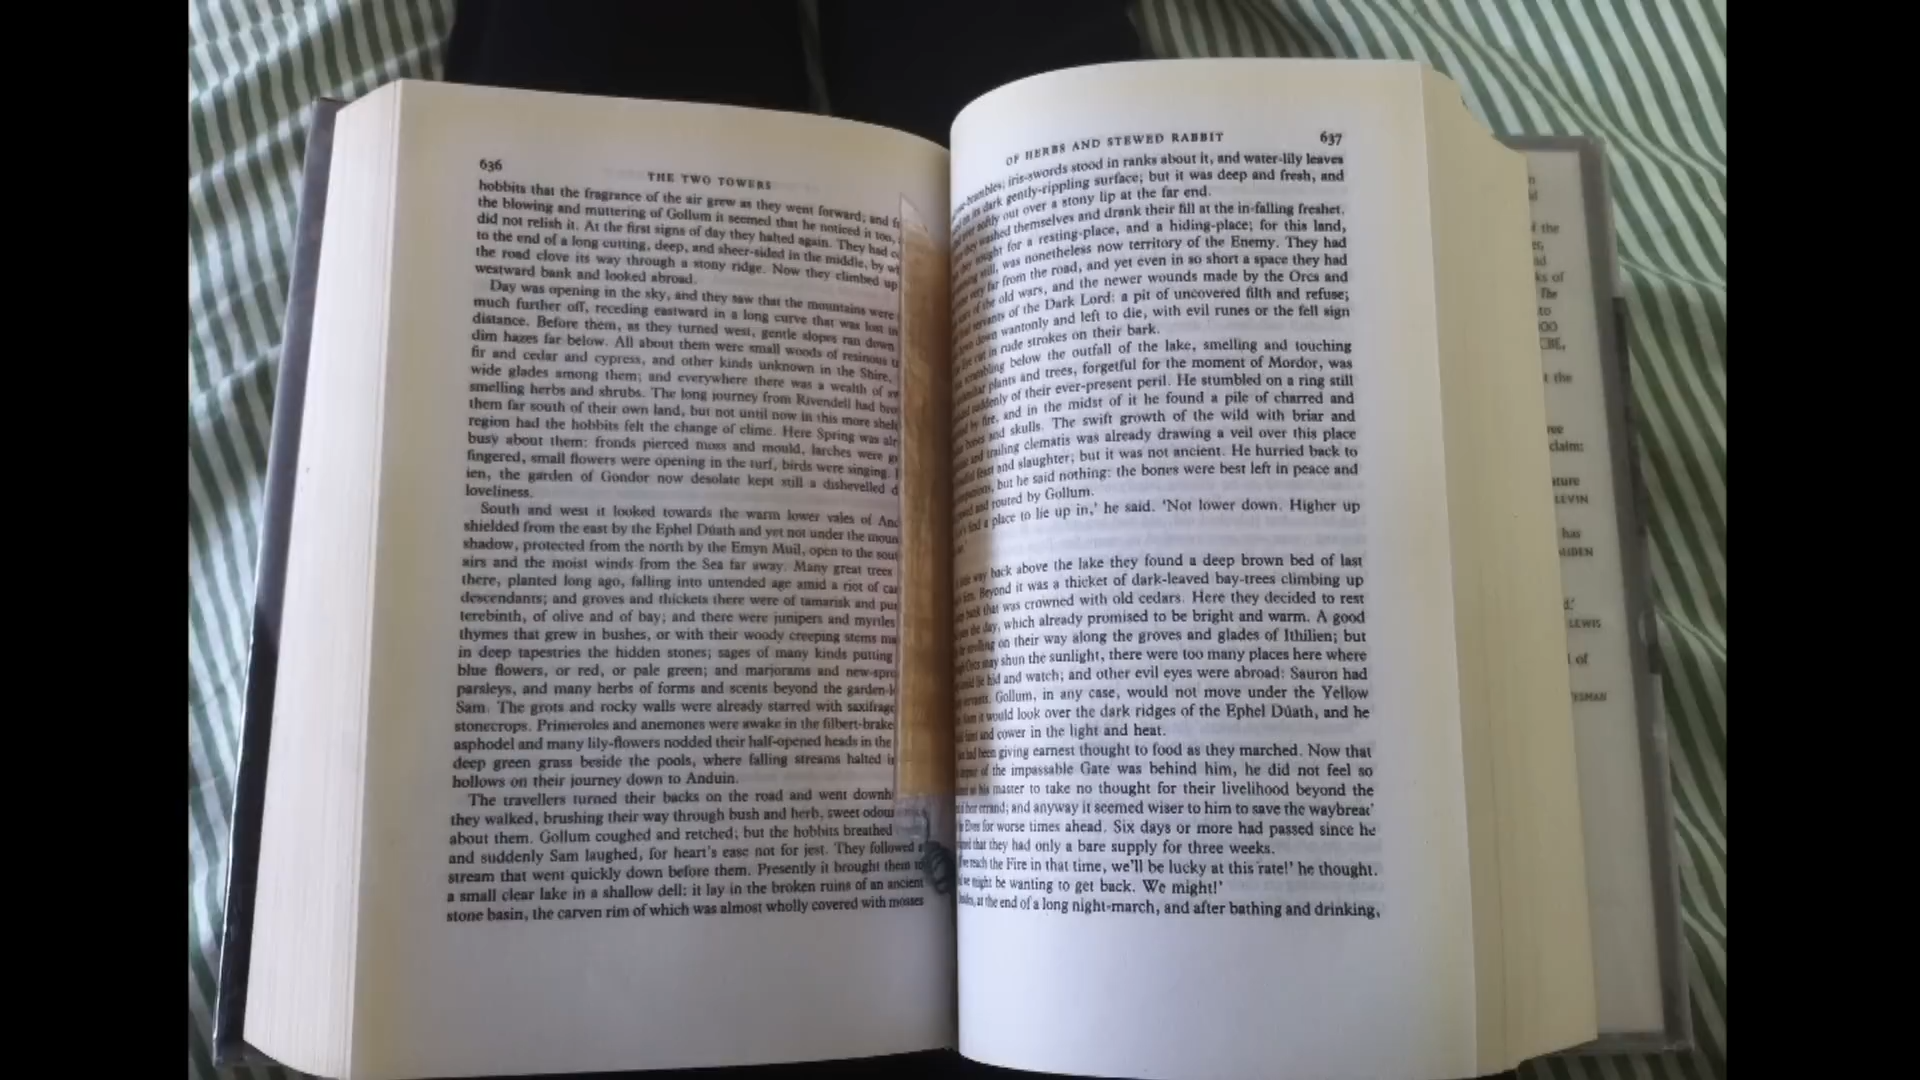 636
THE TWO TOWERS
hobbits that the fragrance of the air grew as they went forward; and
the blowing and muttering of Gollum it seemed that he noticed it too,
did not relish it. At the first signs of day they halted again. They had
to the end of a long cutting, deep, and sheer-sided in the middle, by
the road clove its way through a stony ridge. Now they climbed up
westward bank and looked abroad.
Day was opening in the sky, and they saw that the mountains were
much further off, receding eastward in a long curve that was lost in
distance. Before them, as they turned west, gentle slopes ran down
dim hazes far below. All about them were small woods of resinous
fir and cedar and cypress, and other kinds unknown in the Shire,
wide glades among them; and everywhere there was a wealth of
smelling herbs and shrubs. The long journey from Rivendell had
them far south of their own land, but not until now in this more
region had the hobbits felt the change of clime. Here Spring was
busy about them: fronds pierced moss and mould, larches were
fingered, small flowers were opening in the turf, birds were singing.
ien, the garden of Gondor now desolate kept still a dishevelled
loveliness.
South and west it looked towards the warm lower vales of
shielded from the east by the Ephel Dúath and yet not under the
shadow, protected from the north by the Emyn Muil, open to the
airs and the moist winds from the Sea far away. Many great trees
there, planted long ago, falling into untended age amid a riot of
descendants; and groves and thickets there were of tamarisk and
terebinth, of olive and of bay; and there were junipers and myrtles
thymes that grew in bushes, or with their woody creeping stems
in deep tapestries the hidden stones; sages of many kinds putting
blue flowers, or red, or pale green; and marjorams and
parsleys, and many herbs of forms and scents beyond the
Sam. The grots and rocky walls were already starred with
stonecrops. Primeroles and anemones were awake in the
asphodel and many lily-flowers nodded their half-opened heads in the
deep green grass beside the pools, where falling streams halted
hollows on their journey down to Anduin.
The travellers turned their backs on the road and went
they walked, brushing their way through bush and herb, sweet
about them. Gollum coughed and retched; but the hobbits breathed
and suddenly Sam laughed, for heart's ease not for jest. They followed
stream that went quickly down before them. Presently it brought them to
a small clear lake in a shallow dell: it lay in the broken ruins of an ancient
stone basin, the carven rim of which was almost wholly covered with mosses
OF HERBS AND STEWED RABBIT
637
iris-swords stood in ranks about it, and water-lily leaves
dark gently-rippling surface; but it was deep and fresh, and
softly out over a stony lip at the far end.
washed themselves and drank their fill at the in-falling freshet.
sought for a resting-place, and a hiding-place; for this land,
still, was nonetheless now territory of the Enemy. They had
very far from the road, and yet even in so short a space they had
of the old wars, and the newer wounds made by the Orcs and
servants of the Dark Lord: a pit of uncovered filth and refuse;
down wantonly and left to die, with evil runes or the fell sign
cut in rude strokes on their bark.
below the outfall of the lake, smelling and touching
plants and trees, forgetful for the moment of Mordor, was
suddenly of their ever-present peril. He stumbled on a ring still
by fire, and in the midst of it he found a pile of charred and
and skulls. The swift growth of the wild with briar and
and trailing clematis was already drawing a veil over this place
feast and slaughter; but it was not ancient. He hurried back to
but he said nothing: the bones were best left in peace and
and routed by Gollum.
a place to lie up in,' he said. 'Not lower down. Higher up
way back above the lake they found a deep brown bed of last
Beyond it was a thicket of dark-leaved bay-trees climbing up
that was crowned with old cedars. Here they decided to rest
the day, which already promised to be bright and warm. A good
strolling on their way along the groves and glades of Ithilien; but
Orcs may shun the sunlight, there were too many places here where
hid and watch; and other evil eyes were abroad: Sauron had
Gollum, in any case, would not move under the Yellow
it would look over the dark ridges of the Ephel Dúath, and he
and cower in the light and heat.
had been giving earnest thought to food as they marched. Now that
of the impassable Gate was behind him, he did not feel so
his master to take no thought for their livelihood beyond the
errand; and anyway it seemed wiser to him to save the
Elves for worse times ahead. Six days or more had passed since he
that they had only a bare supply for three weeks.
reach the Fire in that time, we'll be lucky at this rate!' he thought.
we might be wanting to get back. We might!'
at the end of a long night-march, and after bathing and drinking,
f the
ks of
The
to
t the
claim:
LEVIN
has
LEWIS
of